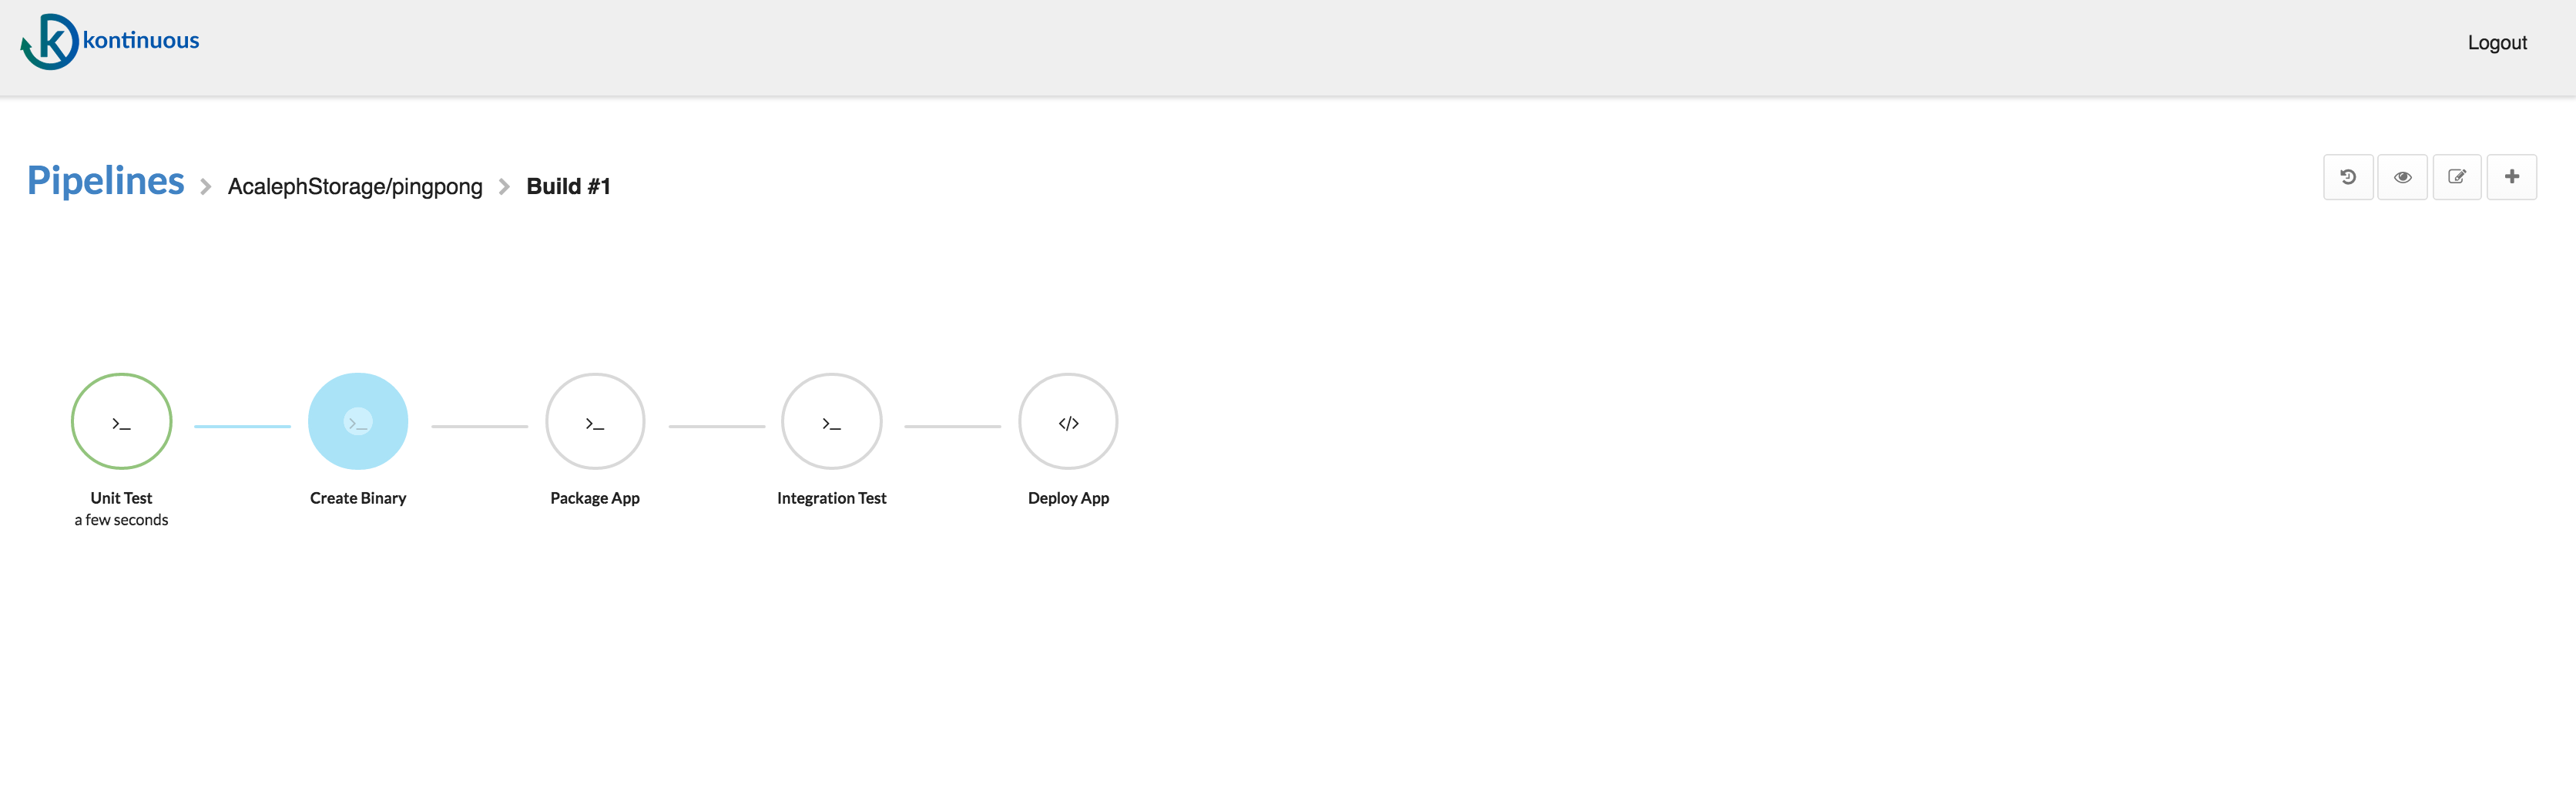 kontinuous
Logout
Pipelines > AcalephStorage/pingpong > Build #1
>_
>_
>_
>_
</>
Unit Test
Create Binary
Package App
Integration Test
Deploy App
a few seconds